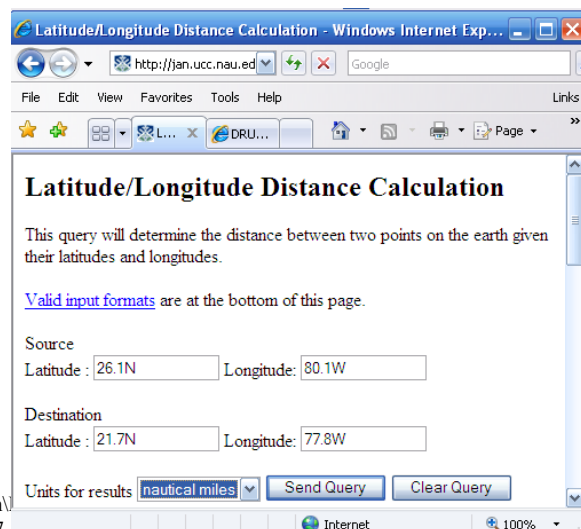 Latitude/Longitude Distance Calculation - Windows Internet Exp...
http://jan.ucc.nau.ed Google
File Edit View Favorites Tools Help Links
L... DRU... Page
Latitude/Longitude Distance Calculation
This query will determine the distance between two points on the earth given
their latitudes and longitudes.
Valid input formats are at the bottom of this page.
Source
Latitude : 26.1N Longitude: 80.1W
Destination
Latitude : 21.7N Longitude: 77.8W
Units for results nautical miles Send Query Clear Query
Internet 100%